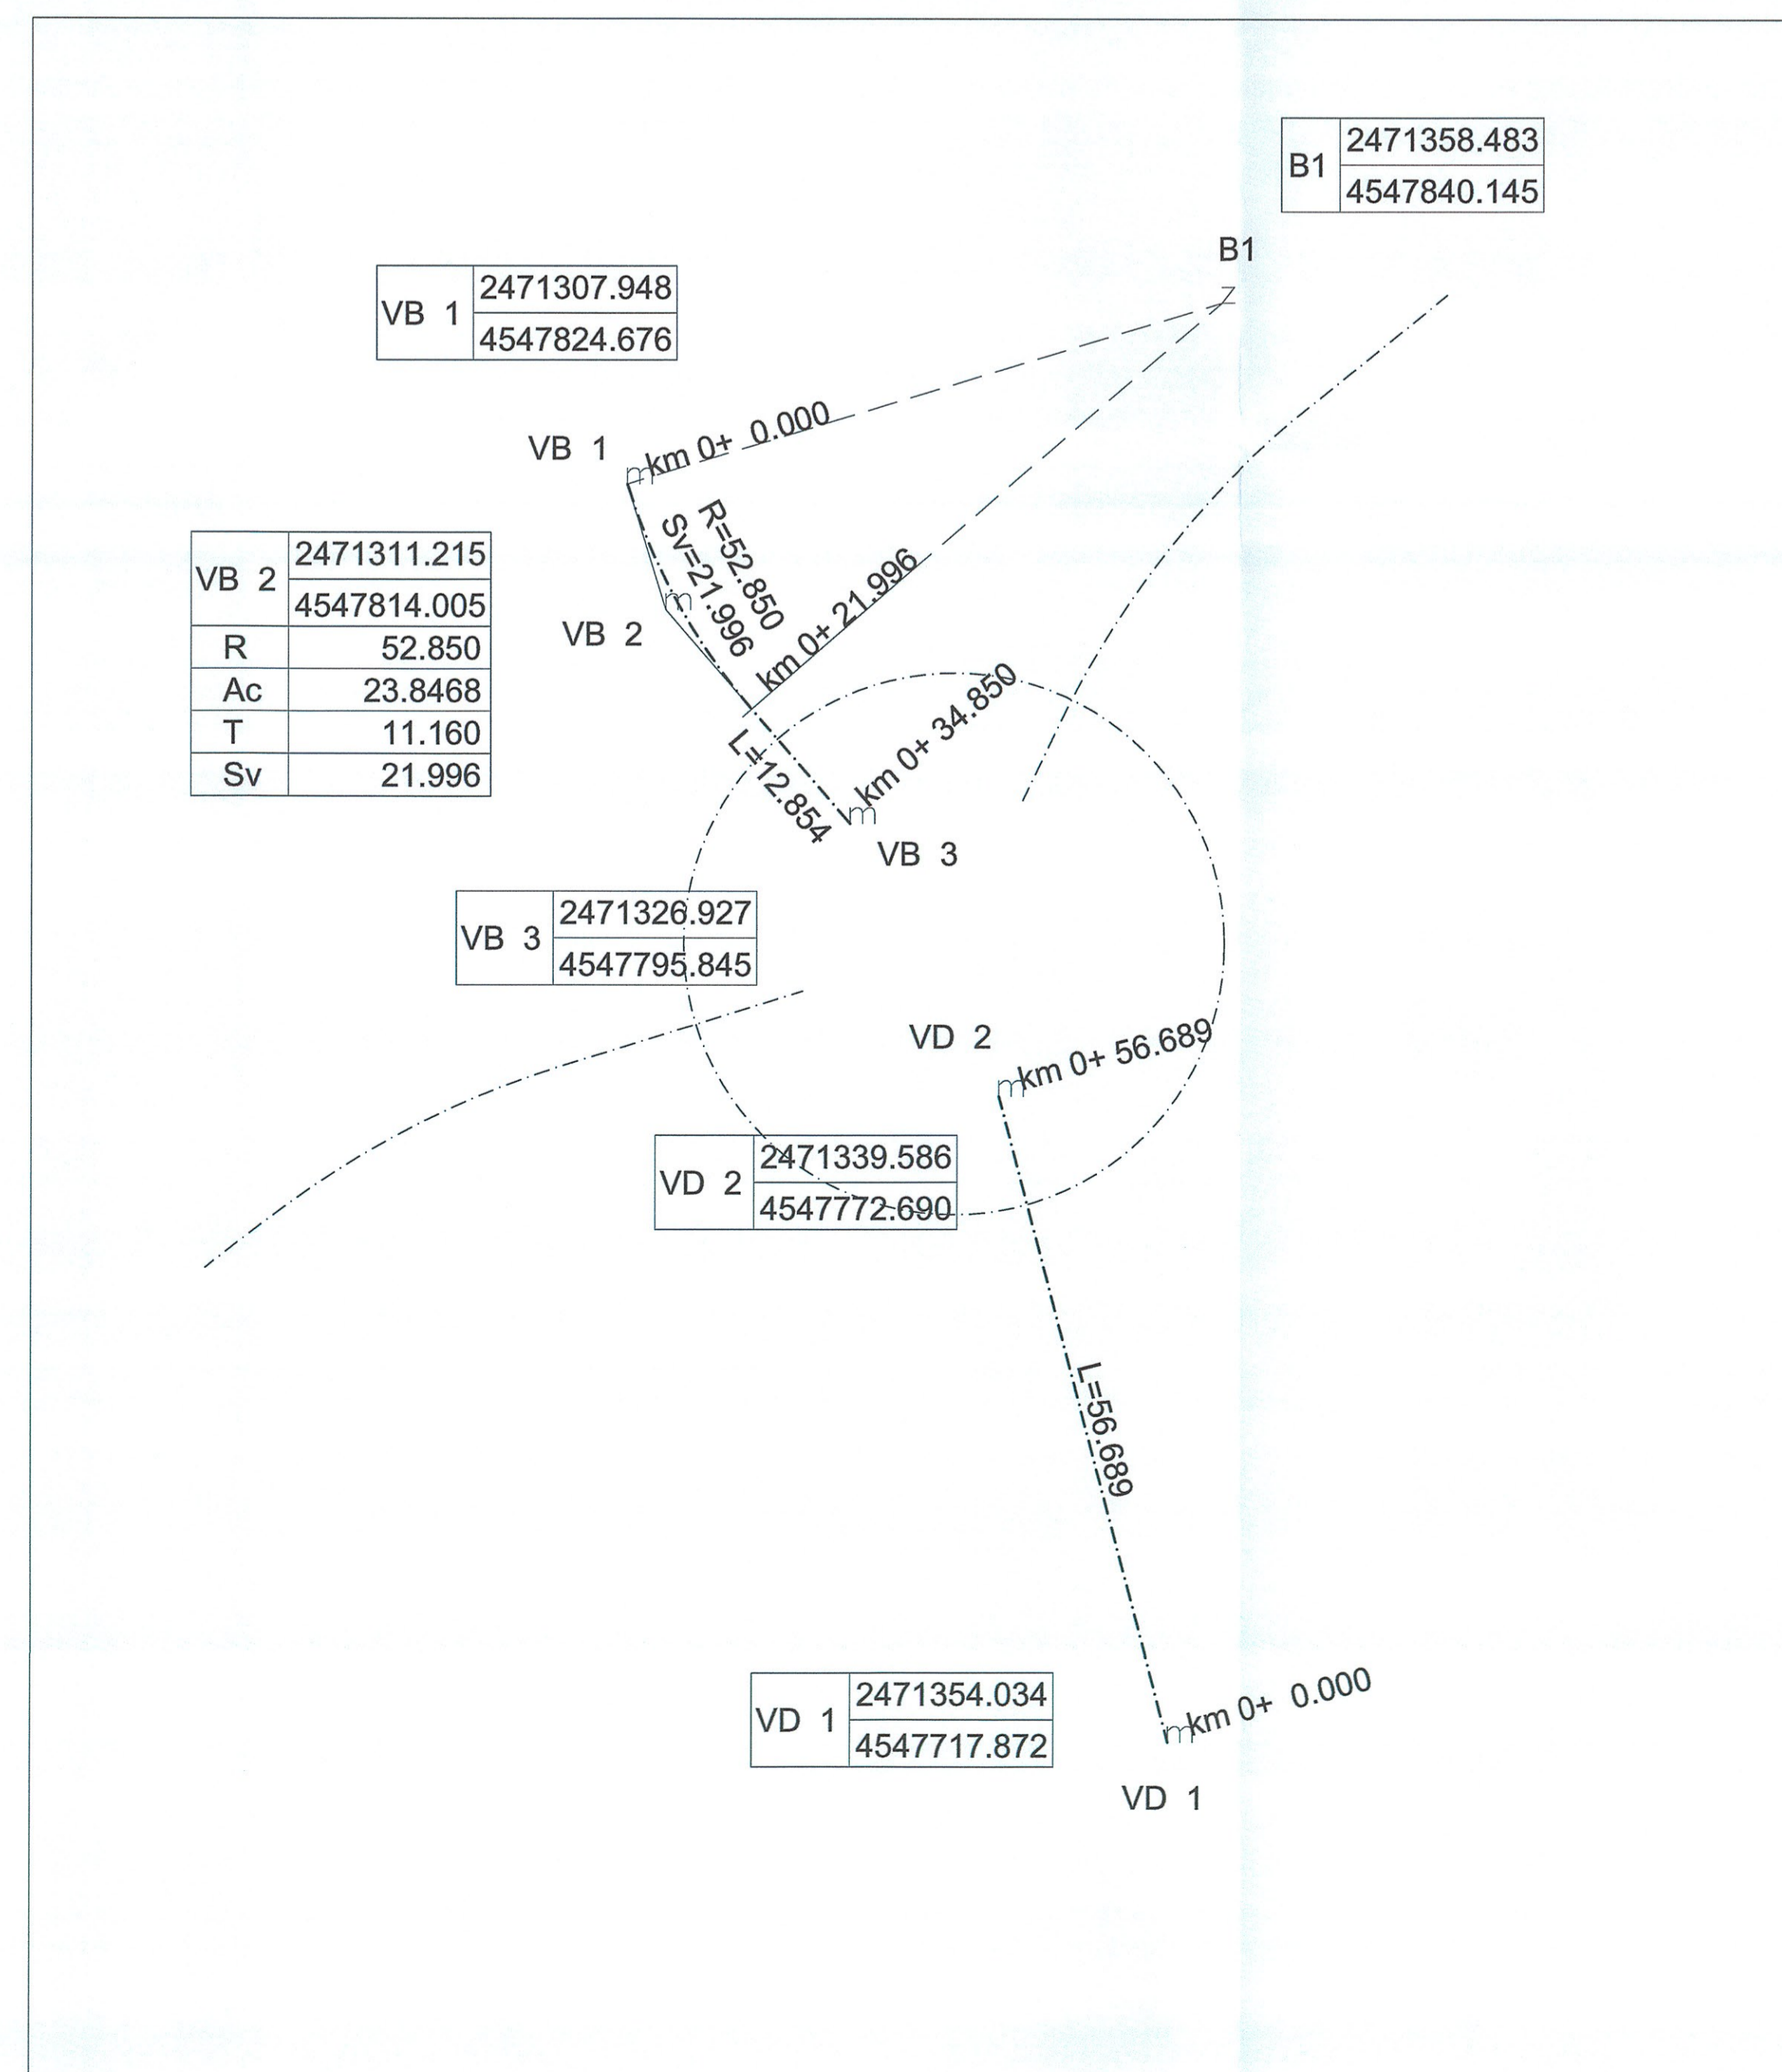 B1
2471358.483
4547840.145
B1
VB 1
2471307.948
4547824.676
VB 1
km 0+ 0.000
VB 2
2471311.215
4547814.005
R 52.850
Ac 23.8468
T 11.160
Sv 21.996
R=52.850
Sv=21.996
VB 2
km 0+ 21.996
km 0+ 34.850
L=12.854
VB 3
VB 3
2471326.927
4547795.845
VD 2
km 0+ 56.689
VD 2
2471339.586
4547772.690
L=56.689
VD 1
2471354.034
4547717.872
km 0+ 0.000
VD 1